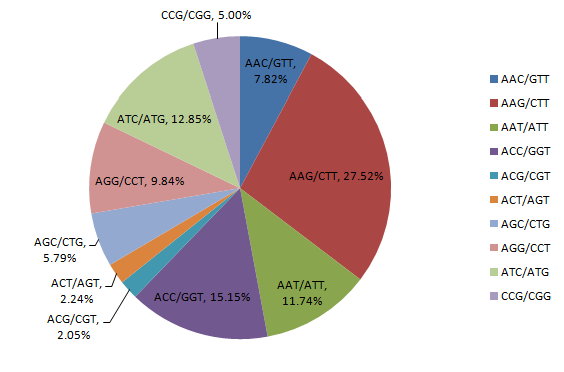 CCG/CGG, 5.00%
AAC/GTT,
7.82%
ATC/ATG, 12.85%
AAG/CTT, 27.52%
AGG/CCT, 9.84%
AGC/CTG,
5.79%
ACT/AGT,
2.24%
ACG/CGT,
2.05%
ACC/GGT, 15.15%
AAT/ATT,
11.74%
AAC/GTT
AAG/CTT
AAT/ATT
ACC/GGT
ACG/CGT
ACT/AGT
AGC/CTG
AGG/CCT
ATC/ATG
CCG/CGG